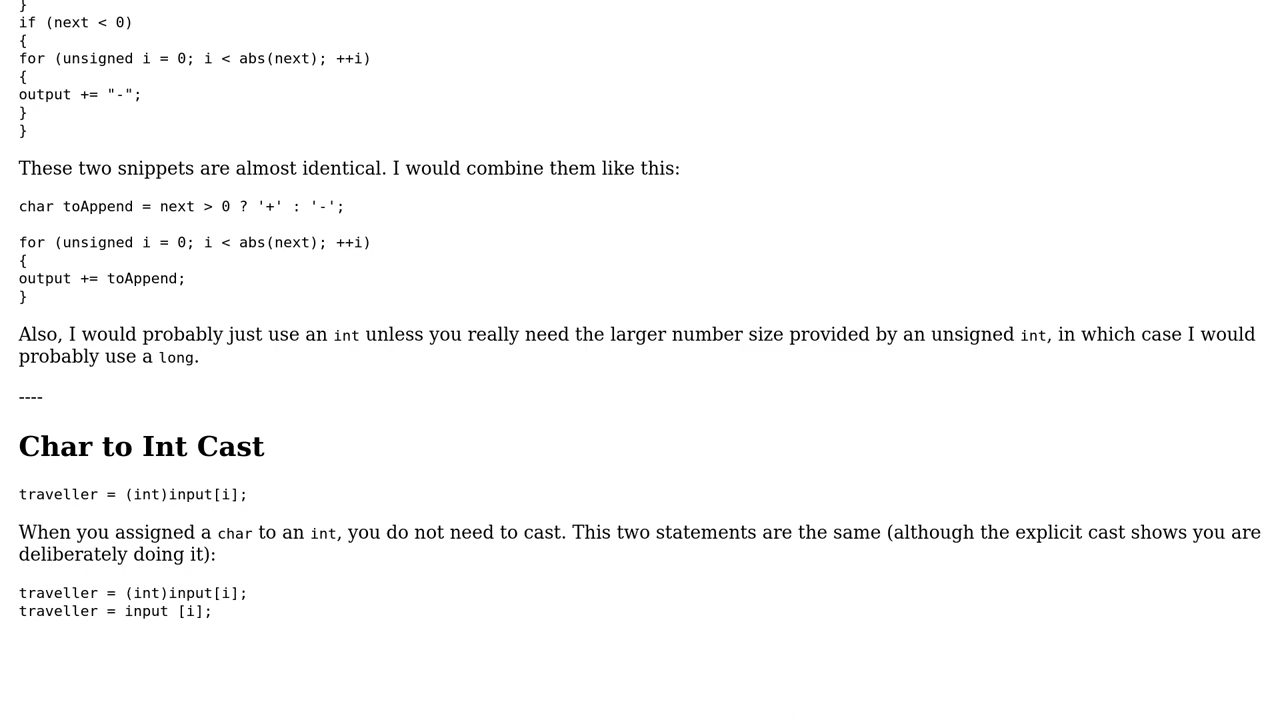 }
if (next < 0)
{
for (unsigned i = 0; i < abs(next); ++i)
{
output += "-";
}
}
These two snippets are almost identical. I would combine them like this:
char toAppend = next > 0 ? '+' : '-';
for (unsigned i = 0; i < abs(next); ++i)
{
output += toAppend;
}
Also, I would probably just use an int unless you really need the larger number size provided by an unsigned int, in which case I would
probably use a long.
----
Char to Int Cast
traveller = (int)input[i];
When you assigned a char to an int, you do not need to cast. This two statements are the same (although the explicit cast shows you are
deliberately doing it):
traveller = (int)input[i];
traveller = input [i];